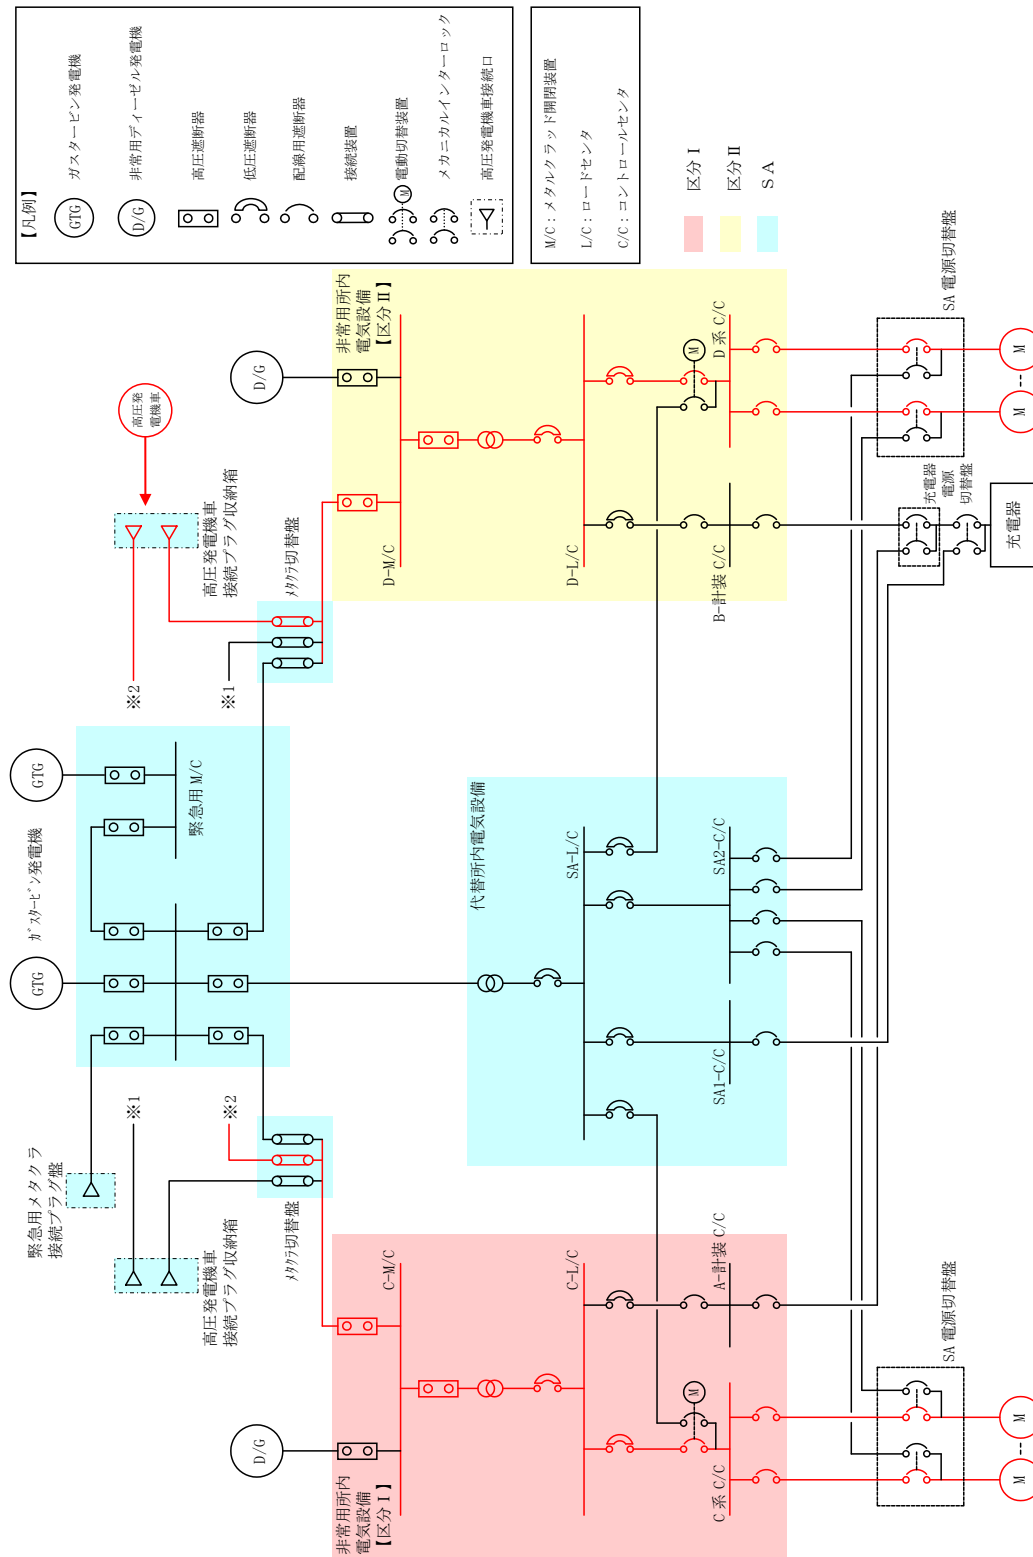 【凡例】
GTG
ガスタービン発電機
D/G
非常用ディーゼル発電機
高圧遮断器
低圧遮断器
配線用遮断器
接続装置
M
電動切替装置
メカニカルインターロック
高圧発電機車接続口
M/C：メタルクラッド開閉装置
L/C：ロードセンタ
C/C：コントロールセンタ
区分Ⅰ
区分Ⅱ
ＳＡ
緊急用メタクラ
接続プラグ盤
GTG
ｶﾞｽﾀｰﾋﾞﾝ発電機
GTG
緊急用 M/C
高圧発
電機車
高圧発電機車
接続プラグ収納箱
※1
※2
高圧発電機車
接続プラグ収納箱
※2
※1
ﾒﾀｸﾗ切替盤
ﾒﾀｸﾗ切替盤
D/G
D/G
非常用所内
電気設備
【区分Ⅰ】
C-M/C
C-L/C
M
C系 C/C
A-計装 C/C
代替所内電気設備
SA-L/C
SA1-C/C
SA2-C/C
非常用所内
電気設備
【区分Ⅱ】
D-M/C
D-L/C
M
D系 C/C
B-計装 C/C
SA 電源切替盤
M
M
充電器
電源
切替盤
充電器
SA 電源切替盤
M
M